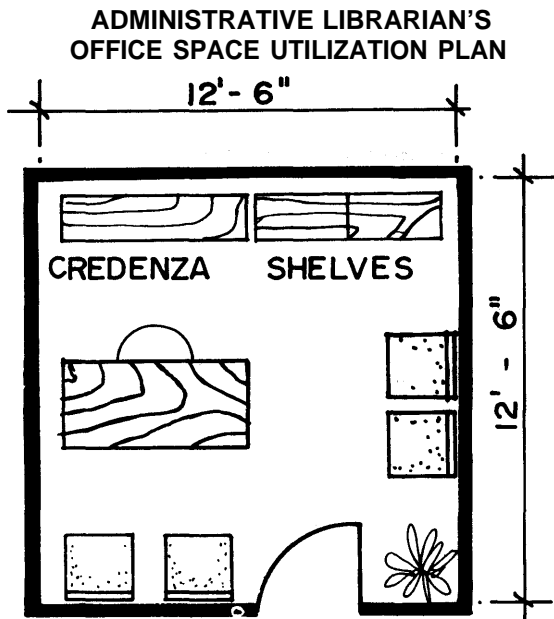 ADMINISTRATIVE LIBRARIAN'S
OFFICE SPACE UTILIZATION PLAN
12'- 6"
CREDENZA SHELVES
12' - 6"